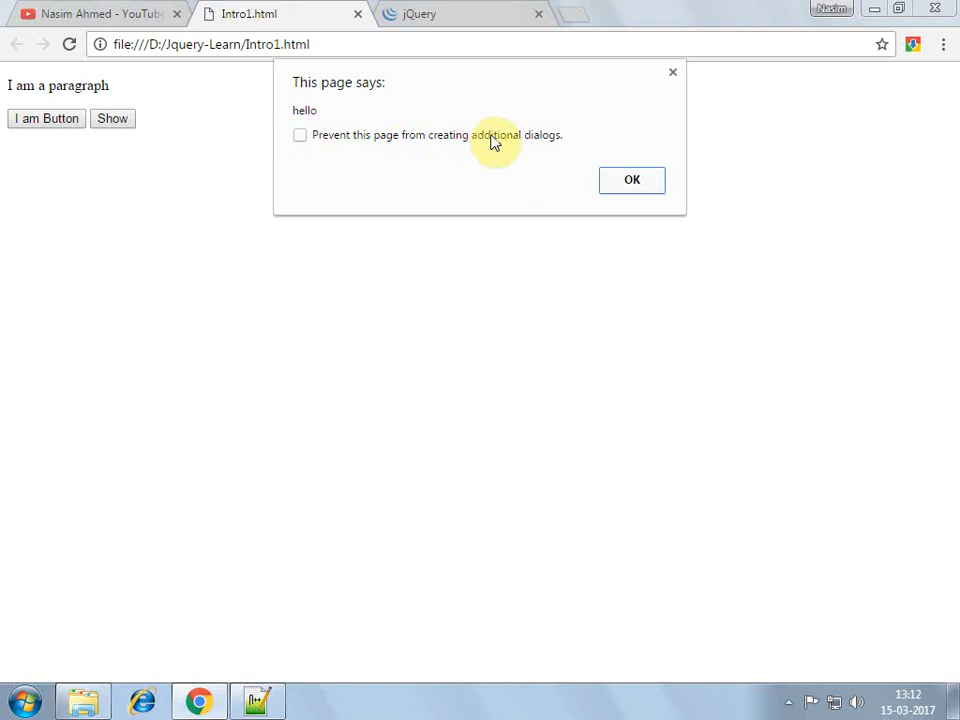 Nasim Ahmed - YouTube
Intro1.html
jQuery
Nasim
file:///D:/Jquery-Learn/Intro1.html
I am a paragraph
I am Button
Show
This page says:
hello
Prevent this page from creating additional dialogs.
OK
13:12
15-03-2017